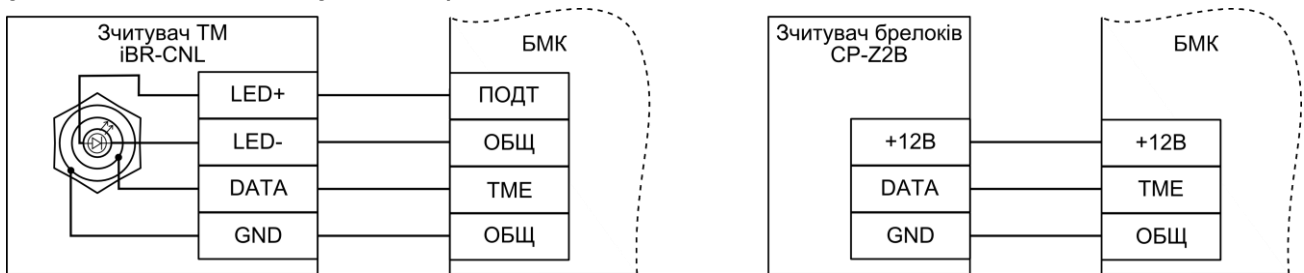 Зчитувач ТМ
iBR-CNL
БМК
LED+
ПОДТ
LED-
ОБЩ
DATA
TME
GND
ОБЩ
Зчитувач брелоків
CP-Z2B
БМК
+12В
+12В
DATA
TME
GND
ОБЩ